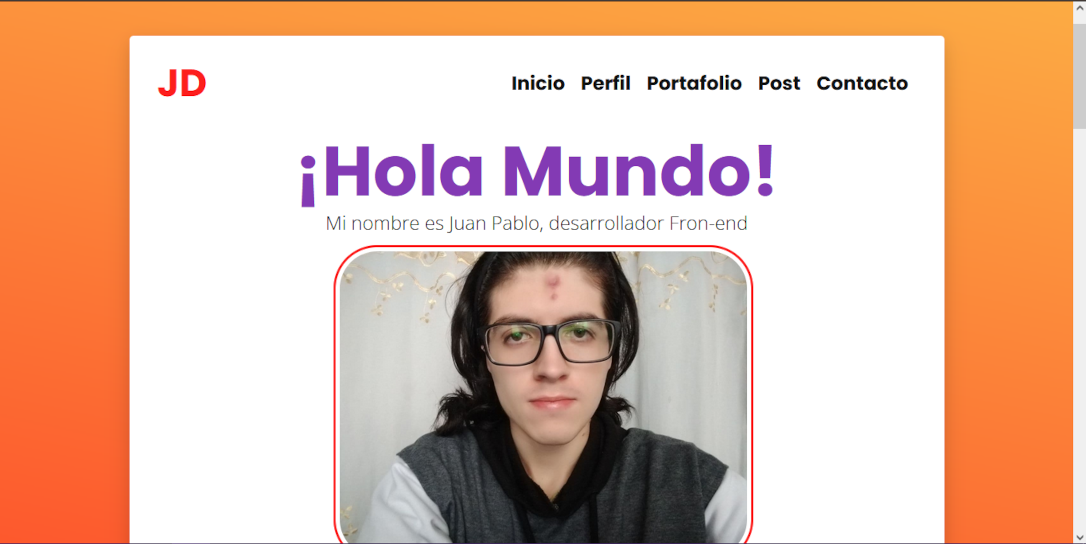 JD
Inicio Perfil Portafolio Post Contacto
¡Hola Mundo!
Mi nombre es Juan Pablo, desarrollador Fron-end